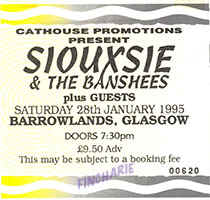 CATHOUSE PROMOTIONS
PRESENT
SIOUXSIE
& THE BANSHEES
plus GUESTS
SATURDAY 28th JANUARY 1995
BARROWLANDS, GLASGOW
DOORS 7:30pm
£9.50 Adv
This may be subject to a booking fee
FINGHARIE
00620